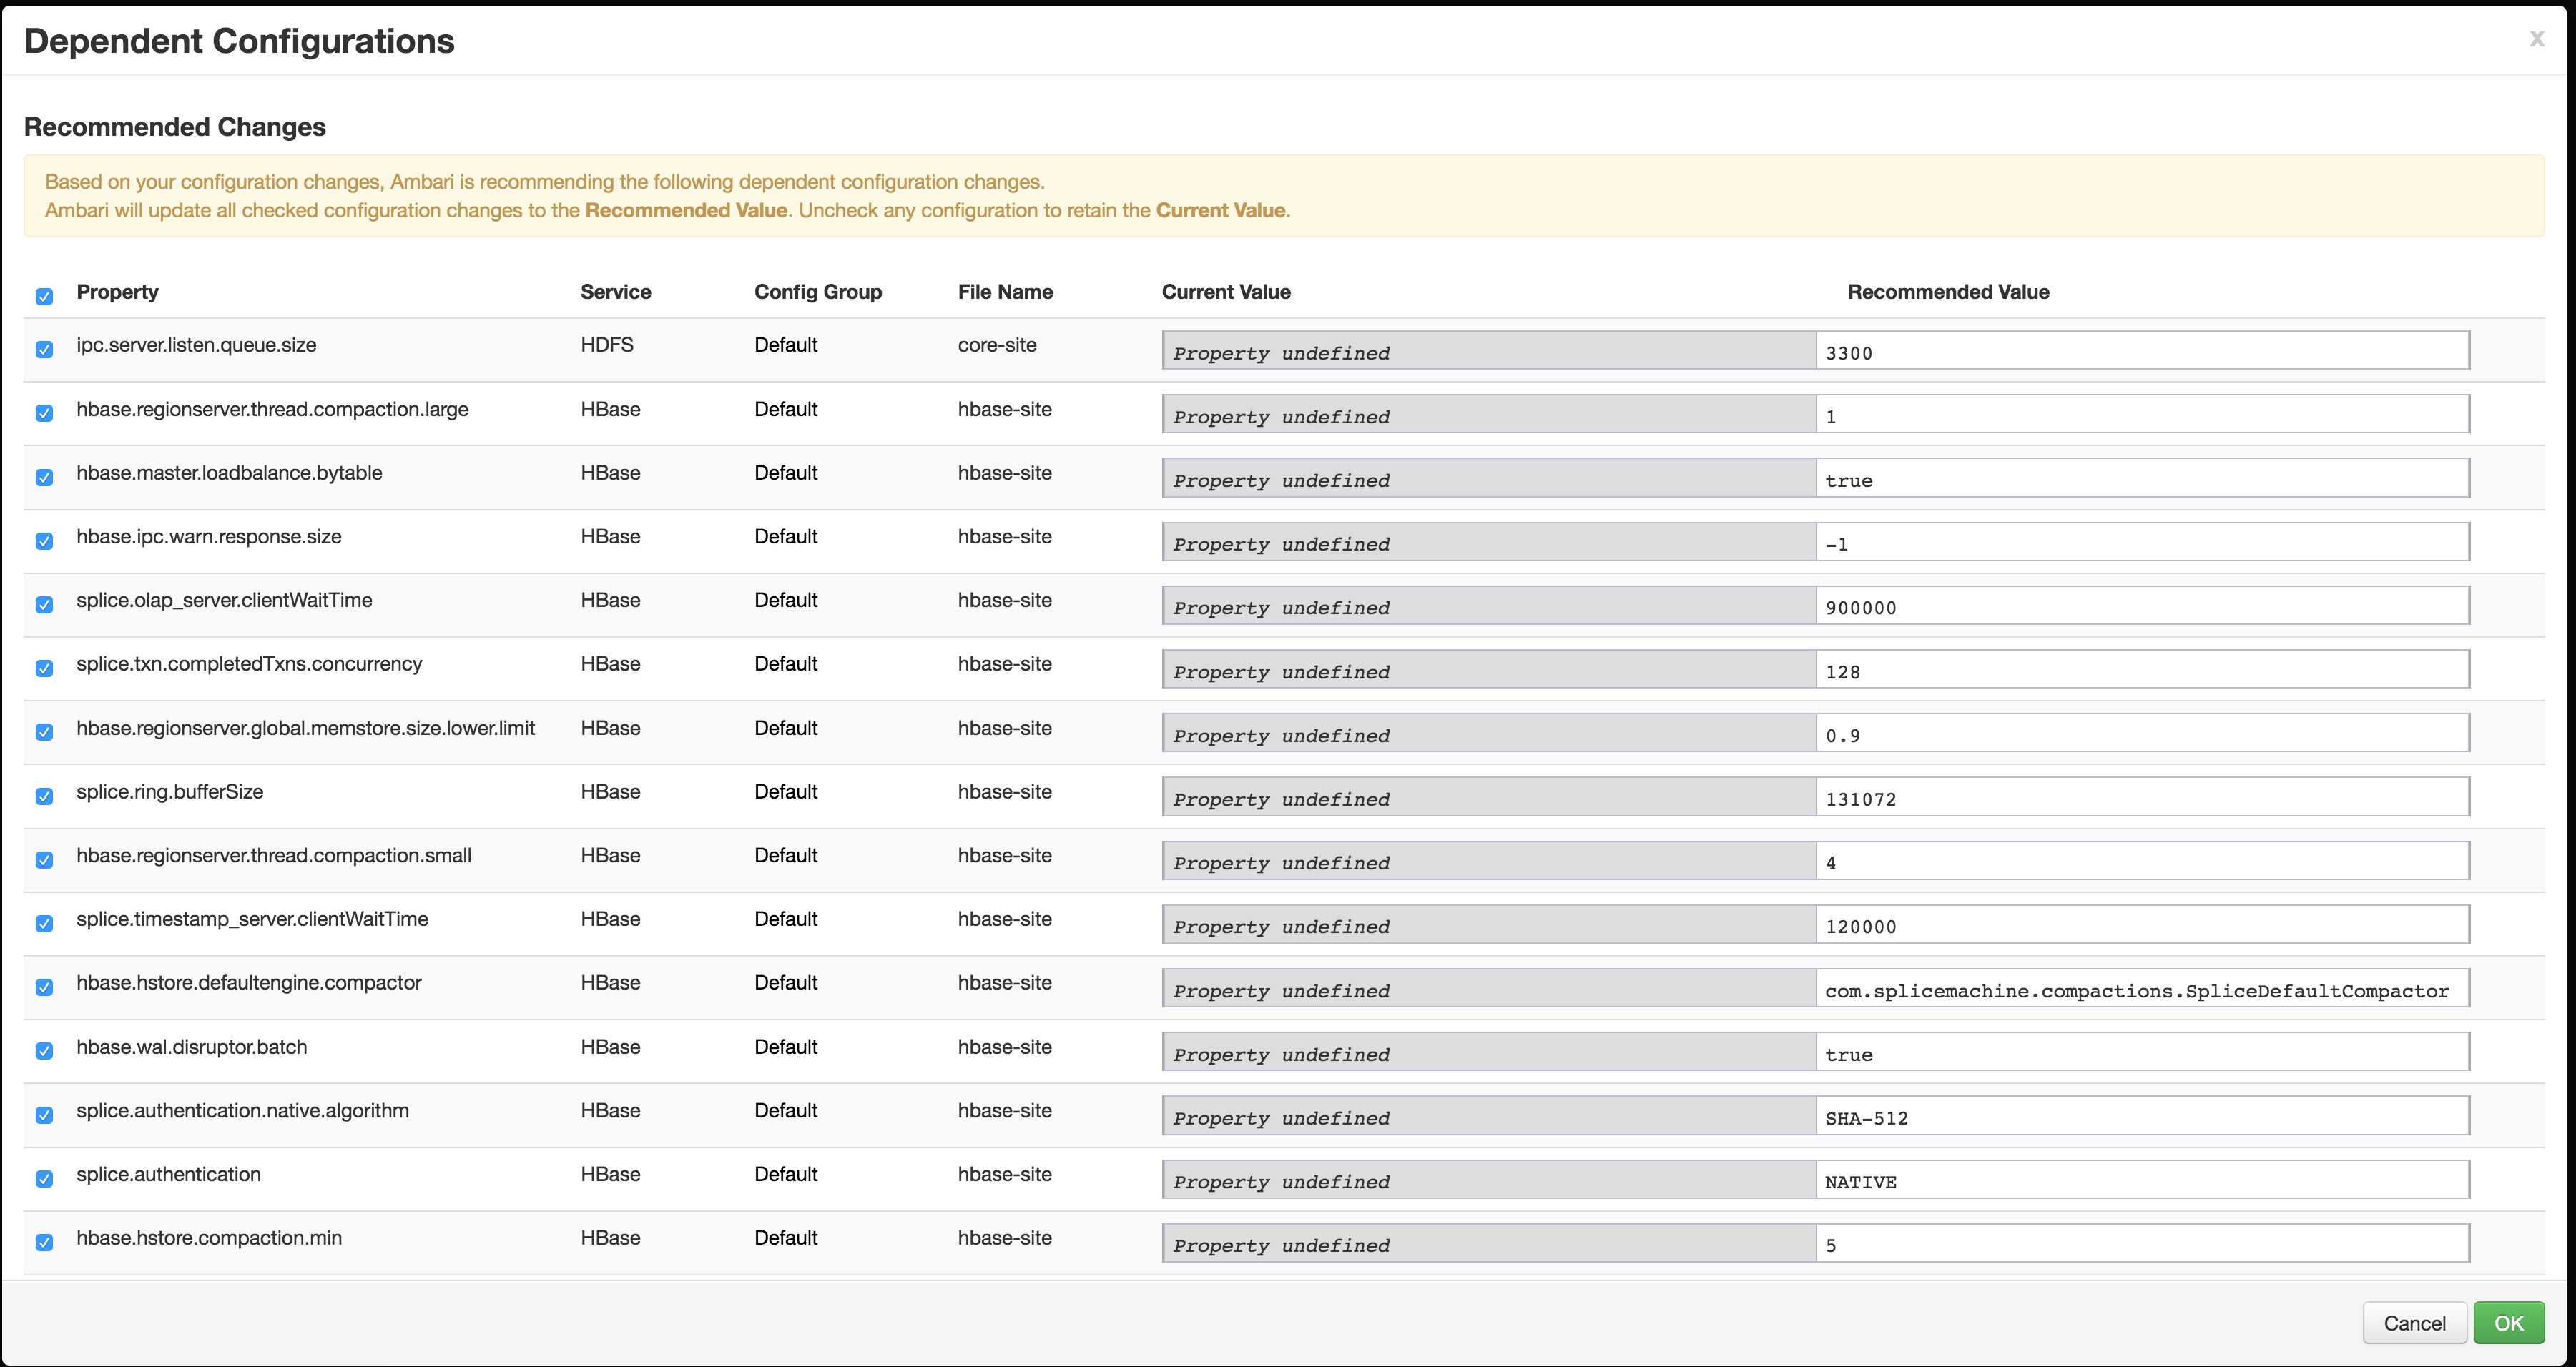 Dependent Configurations
x
Recommended Changes
Based on your configuration changes, Ambari is recommending the following dependent configuration changes.
Ambari will update all checked configuration changes to the Recommended Value. Uncheck any configuration to retain the Current Value.
Property Service Config Group File Name Current Value Recommended Value
ipc.server.listen.queue.size HDFS Default core-site Property undefined 3300
hbase.regionserver.thread.compaction.large HBase Default hbase-site Property undefined 1
hbase.master.loadbalance.bytable HBase Default hbase-site Property undefined true
hbase.ipc.warn.response.size HBase Default hbase-site Property undefined -1
splice.olap_server.clientWaitTime HBase Default hbase-site Property undefined 900000
splice.txn.completedTxns.concurrency HBase Default hbase-site Property undefined 128
hbase.regionserver.global.memstore.size.lower.limit HBase Default hbase-site Property undefined 0.9
splice.ring.bufferSize HBase Default hbase-site Property undefined 131072
hbase.regionserver.thread.compaction.small HBase Default hbase-site Property undefined 4
splice.timestamp_server.clientWaitTime HBase Default hbase-site Property undefined 120000
hbase.hstore.defaultengine.compactor HBase Default hbase-site Property undefined com.splicemachine.compactions.SpliceDefaultCompactor
hbase.wal.disruptor.batch HBase Default hbase-site Property undefined true
splice.authentication.native.algorithm HBase Default hbase-site Property undefined SHA-512
splice.authentication HBase Default hbase-site Property undefined NATIVE
hbase.hstore.compaction.min HBase Default hbase-site Property undefined 5
Cancel OK